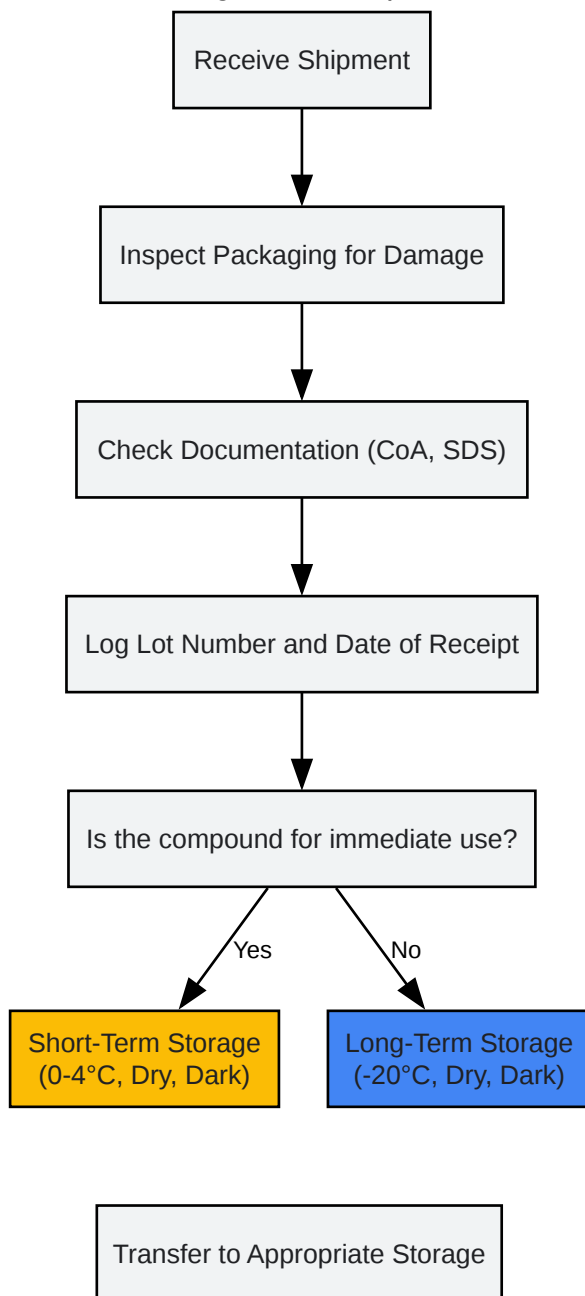 Receive Shipment
Inspect Packaging for Damage
Check Documentation (CoA, SDS)
Log Lot Number and Date of Receipt
Is the compound for immediate use?
Yes
No
Short-Term Storage
(0-4°C, Dry, Dark)
Long-Term Storage
(-20°C, Dry, Dark)
Transfer to Appropriate Storage